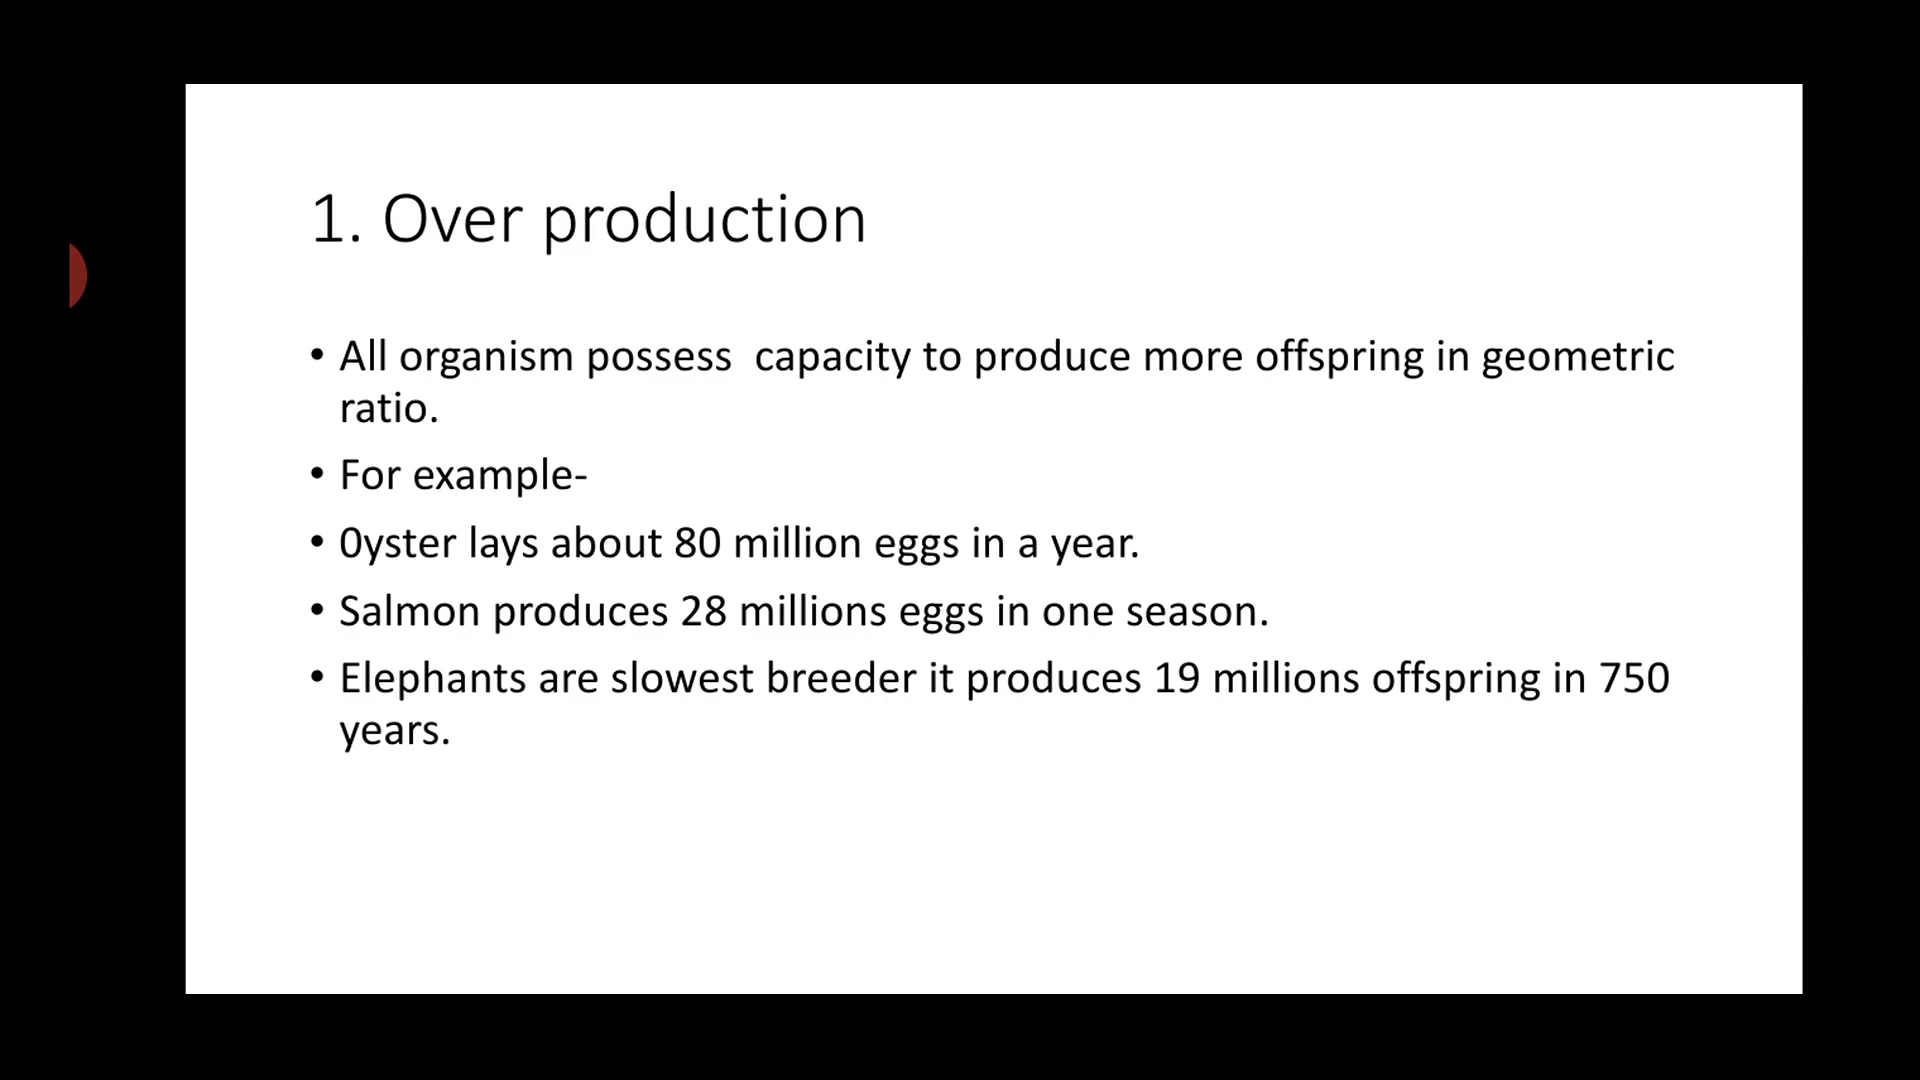 1. Over production
• All organism possess  capacity to produce more offspring in geometric
ratio.
• For example-
• 0yster lays about 80 million eggs in a year.
• Salmon produces 28 millions eggs in one season.
• Elephants are slowest breeder it produces 19 millions offspring in 750
years.